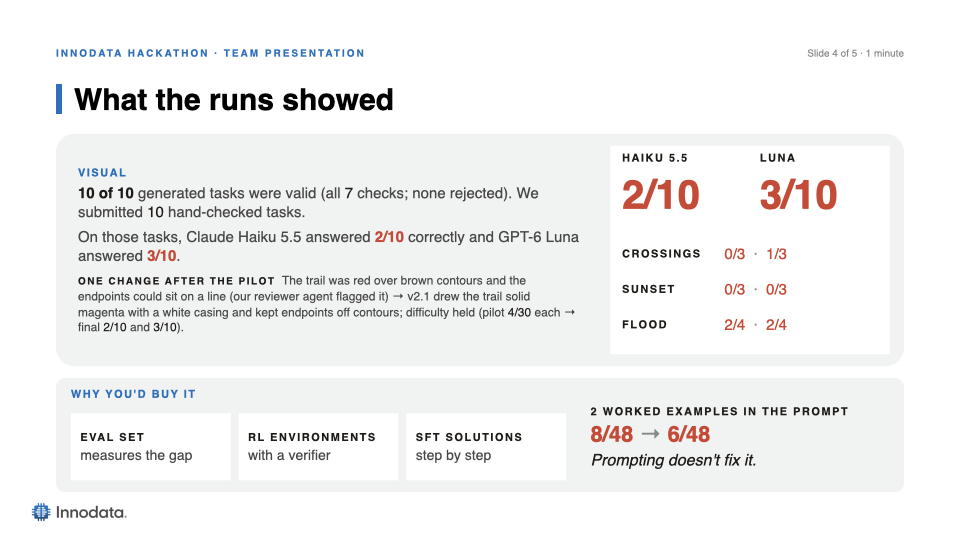 INNODATA HACKATHON · TEAM PRESENTATION
Slide 4 of 5 · 1 minute
What the runs showed
VISUAL
10 of 10 generated tasks were valid (all 7 checks; none rejected). We
submitted 10 hand-checked tasks.
On those tasks, Claude Haiku 5.5 answered 2/10 correctly and GPT-6 Luna
answered 3/10.
ONE CHANGE AFTER THE PILOT The trail was red over brown contours and the
endpoints could sit on a line (our reviewer agent flagged it) → v2.1 drew the trail solid
magenta with a white casing and kept endpoints off contours; difficulty held (pilot 4/30 each →
final 2/10 and 3/10).
HAIKU 5.5 LUNA
2/10 3/10
CROSSINGS 0/3 · 1/3
SUNSET 0/3 · 0/3
FLOOD 2/4 · 2/4
WHY YOU'D BUY IT
EVAL SET
measures the gap
RL ENVIRONMENTS
with a verifier
SFT SOLUTIONS
step by step
2 WORKED EXAMPLES IN THE PROMPT
8/48 → 6/48
Prompting doesn't fix it.
Innodata.